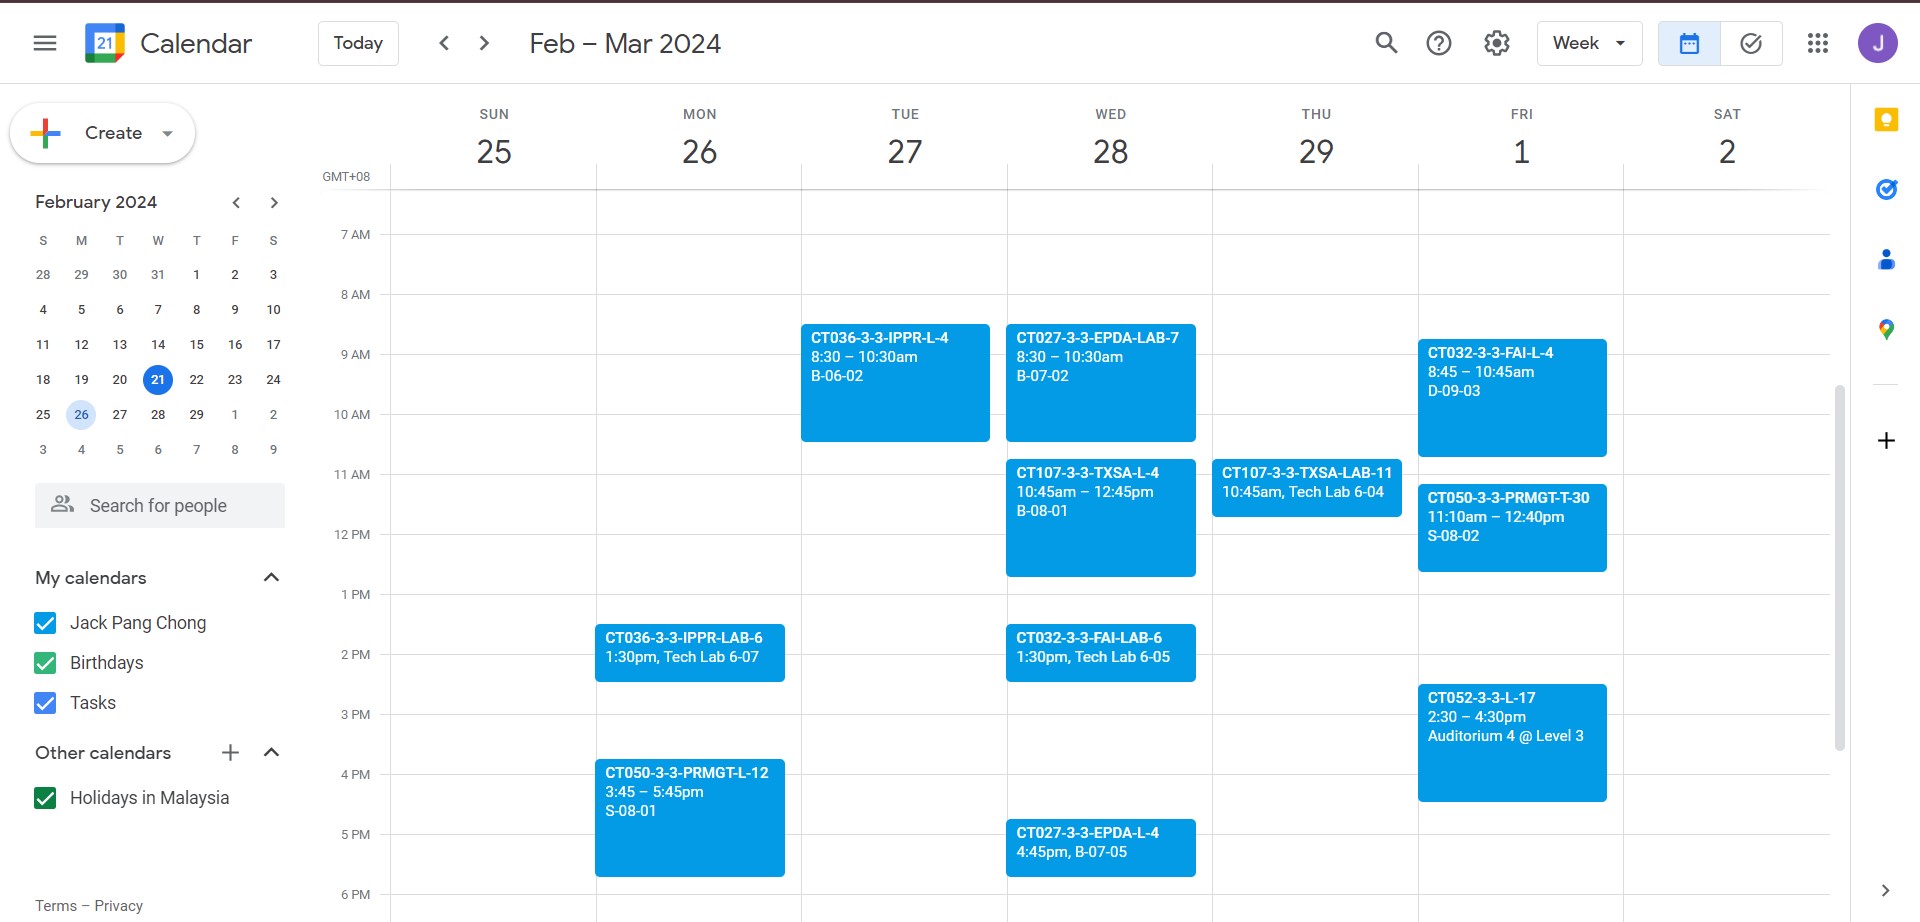 21
Calendar
Today
Feb – Mar 2024
Week
J
Create
February 2024
S M T W T F S
28 29 30 31 1 2 3
4 5 6 7 8 9 10
11 12 13 14 15 16 17
18 19 20 21 22 23 24
25 26 27 28 29 1 2
3 4 5 6 7 8 9
Search for people
My calendars
Jack Pang Chong
Birthdays
Tasks
Other calendars
Holidays in Malaysia
Terms – Privacy
SUN MON TUE WED THU FRI SAT
25 26 27 28 29 1 2
GMT+08
7 AM
8 AM
9 AM
10 AM
11 AM
12 PM
1 PM
2 PM
3 PM
4 PM
5 PM
6 PM
CT036-3-3-IPPR-LAB-6
1:30pm, Tech Lab 6-07
CT050-3-3-PRMGT-L-12
3:45 – 5:45pm
S-08-01
CT036-3-3-IPPR-L-4
8:30 – 10:30am
B-06-02
CT027-3-3-EPDA-LAB-7
8:30 – 10:30am
B-07-02
CT107-3-3-TXSA-L-4
10:45am – 12:45pm
B-08-01
CT032-3-3-FAI-LAB-6
1:30pm, Tech Lab 6-05
CT027-3-3-EPDA-L-4
4:45pm, B-07-05
CT107-3-3-TXSA-LAB-11
10:45am, Tech Lab 6-04
CT032-3-3-FAI-L-4
8:45 – 10:45am
D-09-03
CT050-3-3-PRMGT-T-30
11:10am – 12:40pm
S-08-02
CT052-3-3-L-17
2:30 – 4:30pm
Auditorium 4 @ Level 3